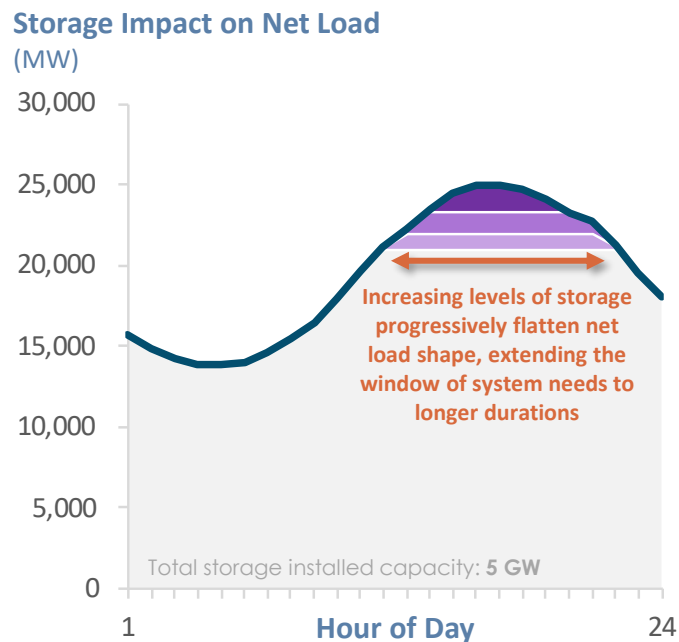 Storage Impact on Net Load
(MW)
30,000
25,000
20,000
15,000
10,000
5,000
0
Increasing levels of storage
progressively flatten net
load shape, extending the
window of system needs to
longer durations
Total storage installed capacity: 5 GW
1
Hour of Day
24